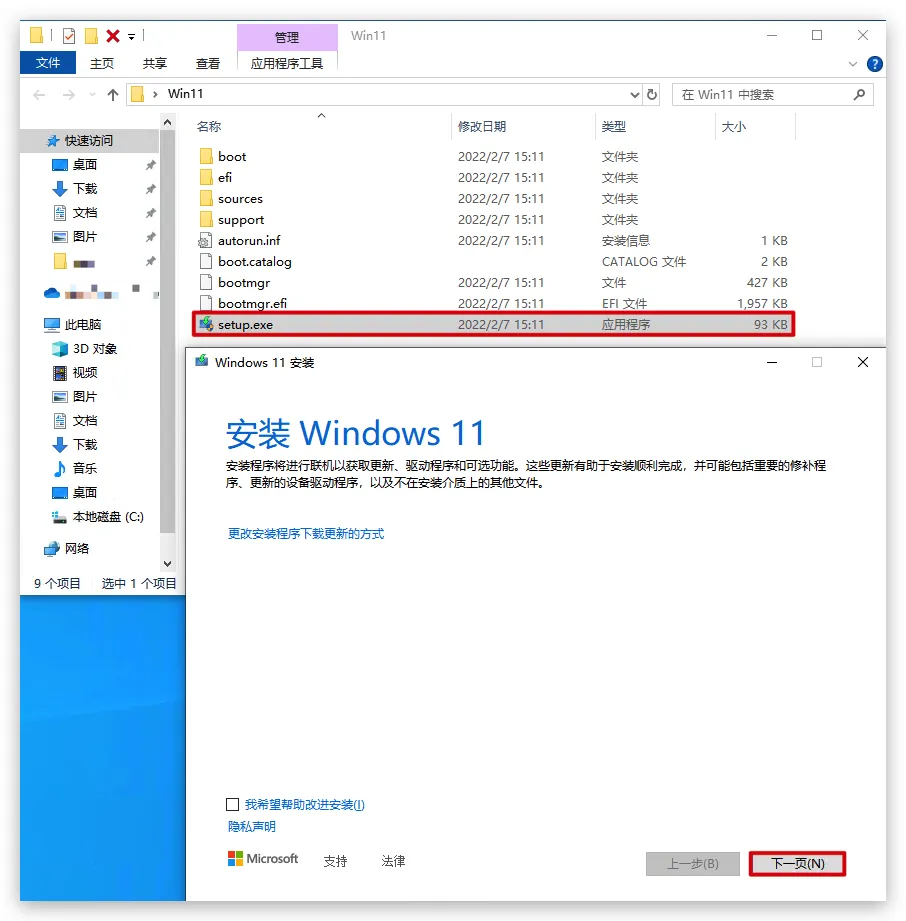 管理
Win11
文件
主页
共享
查看
应用程序工具
Win11
在 Win11 中搜索
名称
修改日期
类型
大小
快速访问
桌面
下载
文档
图片
此电脑
3D 对象
视频
图片
文档
下载
音乐
桌面
本地磁盘 (C:)
网络
boot 2022/2/7 15:11 文件夹
efi 2022/2/7 15:11 文件夹
sources 2022/2/7 15:11 文件夹
support 2022/2/7 15:11 文件夹
autorun.inf 2022/2/7 15:11 安装信息 1 KB
boot.catalog CATALOG 文件 2 KB
bootmgr 2022/2/7 15:11 文件 427 KB
bootmgr.efi 2022/2/7 15:11 EFI 文件 1,957 KB
setup.exe 2022/2/7 15:11 应用程序 93 KB
9 个项目 选中 1 个项目
Windows 11 安装
安装 Windows 11
安装程序将进行联机以获取更新、驱动程序和可选功能。这些更新有助于安装顺利完成，并可能包括重要的修补程
序、更新的设备驱动程序，以及不在安装介质上的其他文件。
更改安装程序下载更新的方式
我希望帮助改进安装(I)
隐私声明
Microsoft
支持
法律
上一步(B)
下一页(N)